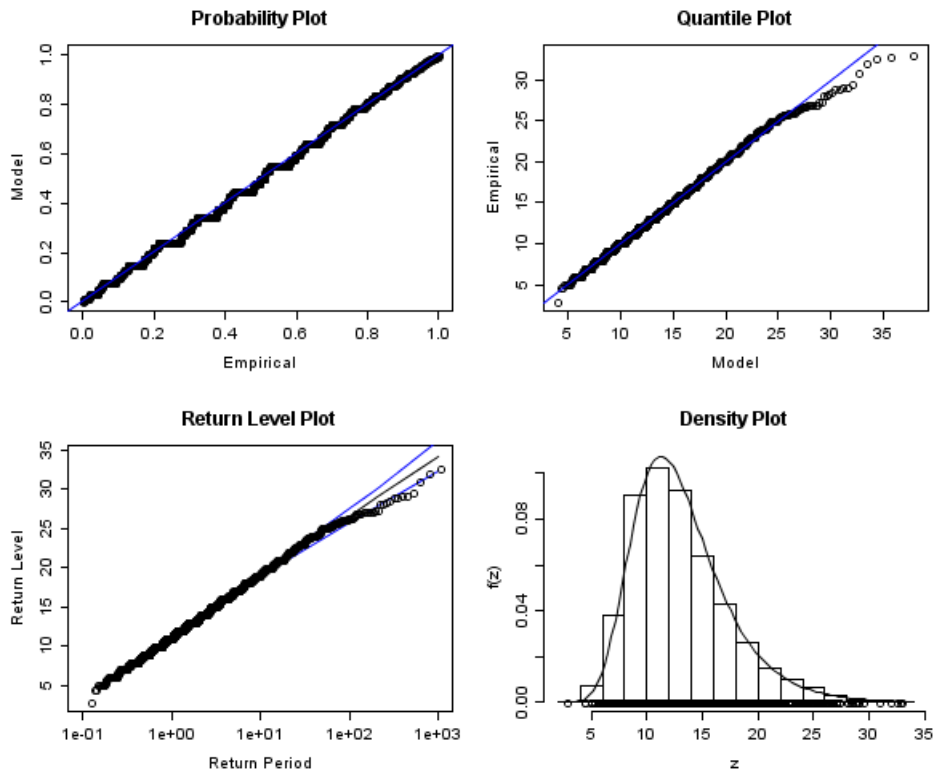 Probability Plot
Model
0.0 0.2 0.4 0.6 0.8 1.0
0.0 0.2 0.4 0.6 0.8 1.0
Empirical
Quantile Plot
Empirical
5 10 15 20 25 30
5 10 15 20 25 30 35
Model
Return Level Plot
Return Level
5 10 15 20 25 30 35
1e-01 1e+00 1e+01 1e+02 1e+03
Return Period
Density Plot
f(z)
0.00 0.04 0.08
5 10 15 20 25 30 35
z